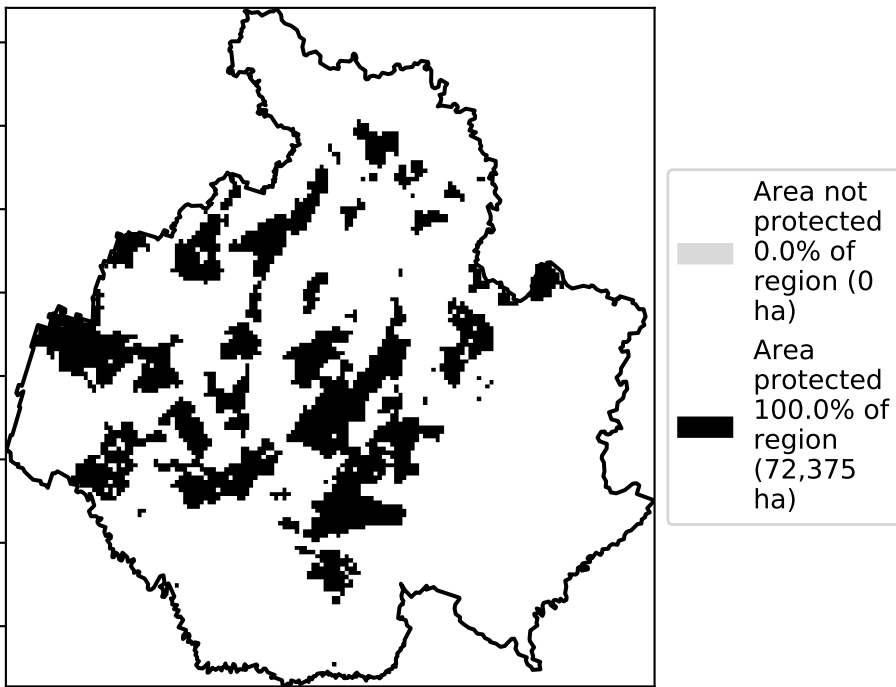 Area not
protected
0.0% of
region (0
ha)
Area
protected
100.0% of
region
(72,375
ha)